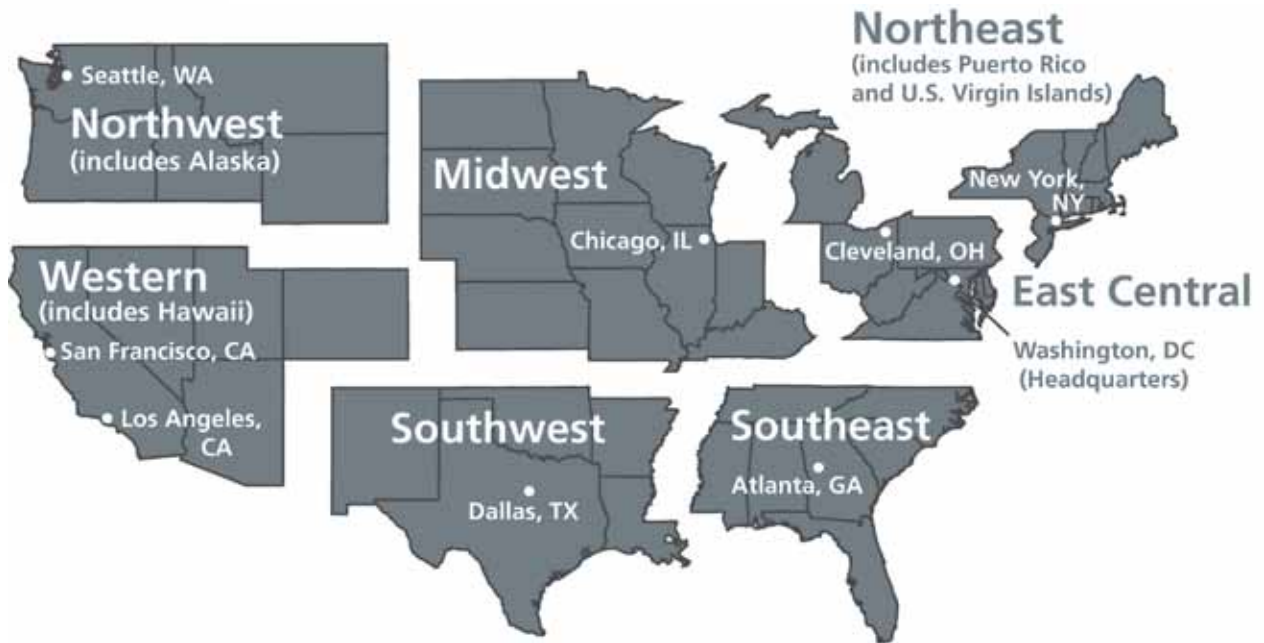 Northeast
(includes Puerto Rico
and U.S. Virgin Islands)
Seattle, WA
Northwest
(includes Alaska)
Midwest
New York,
NY
Chicago, IL
Cleveland, OH
Western
(includes Hawaii)
East Central
San Francisco, CA
Washington, DC
(Headquarters)
Los Angeles,
CA
Southwest
Southeast
Dallas, TX
Atlanta, GA